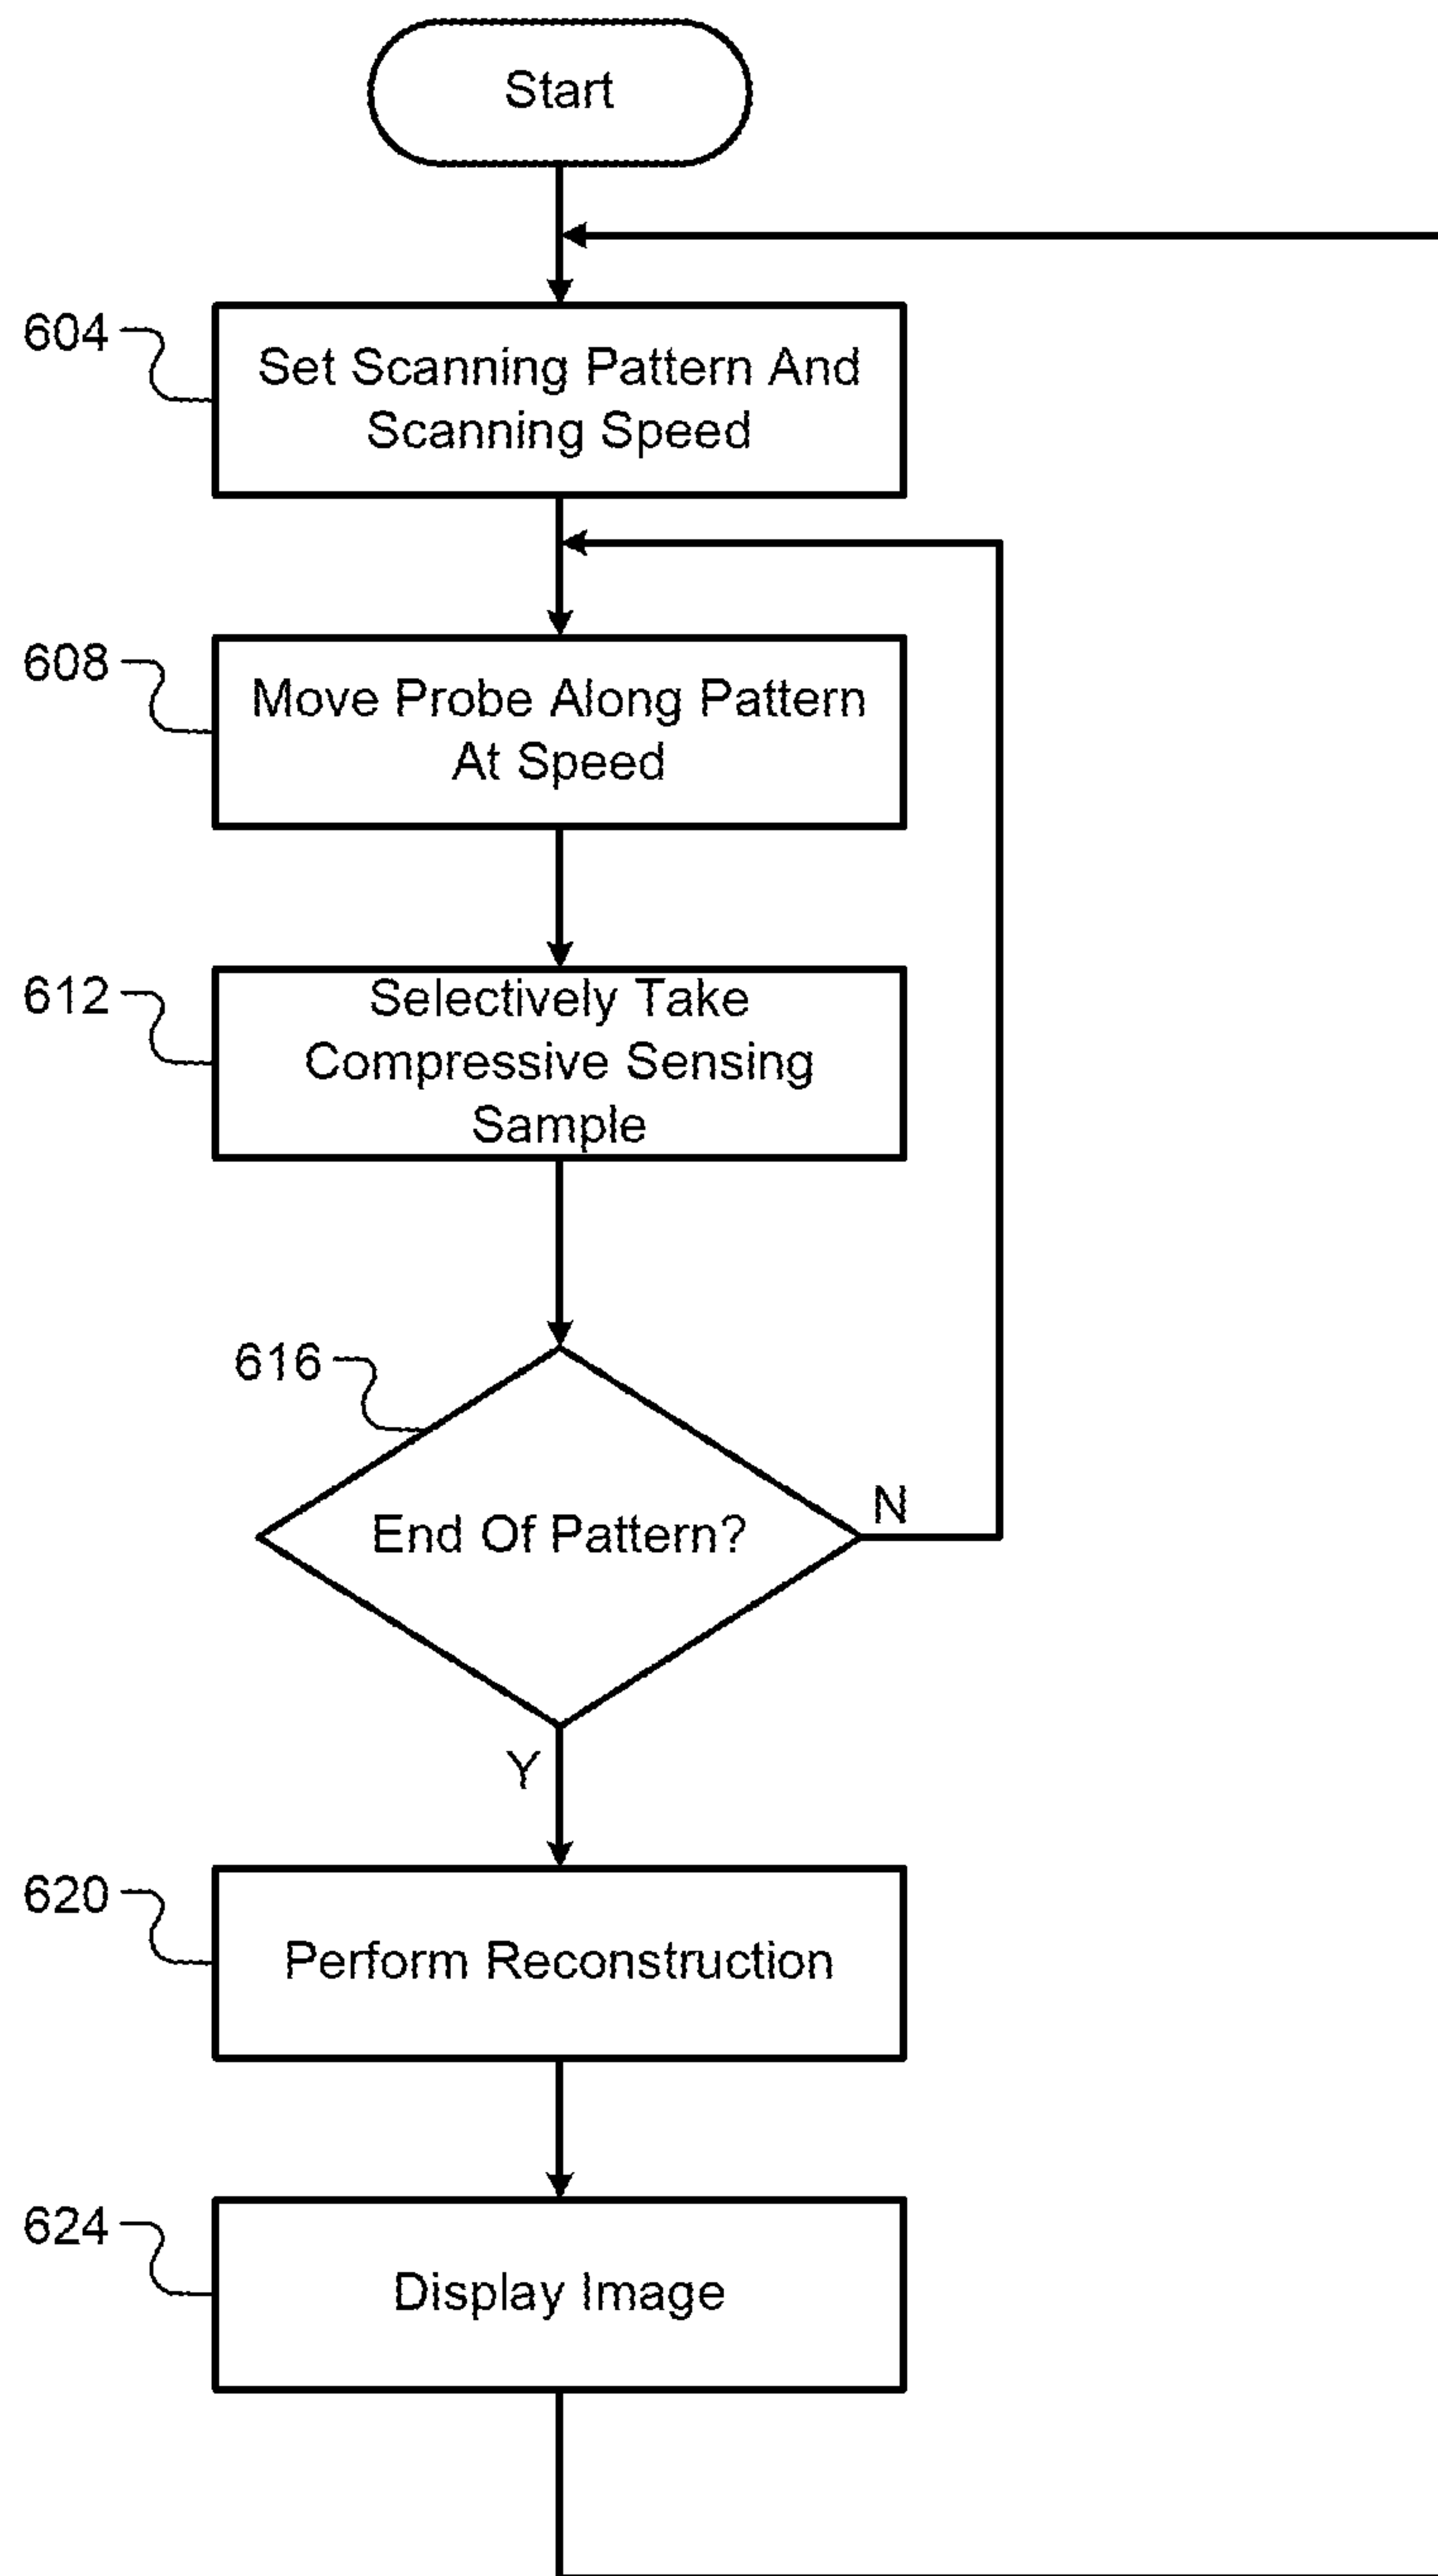 Start
604
Set Scanning Pattern And
Scanning Speed
608
Move Probe Along Pattern
At Speed
612
Selectively Take
Compressive Sensing
Sample
616
End Of Pattern?
N
Y
620
Perform Reconstruction
624
Display Image